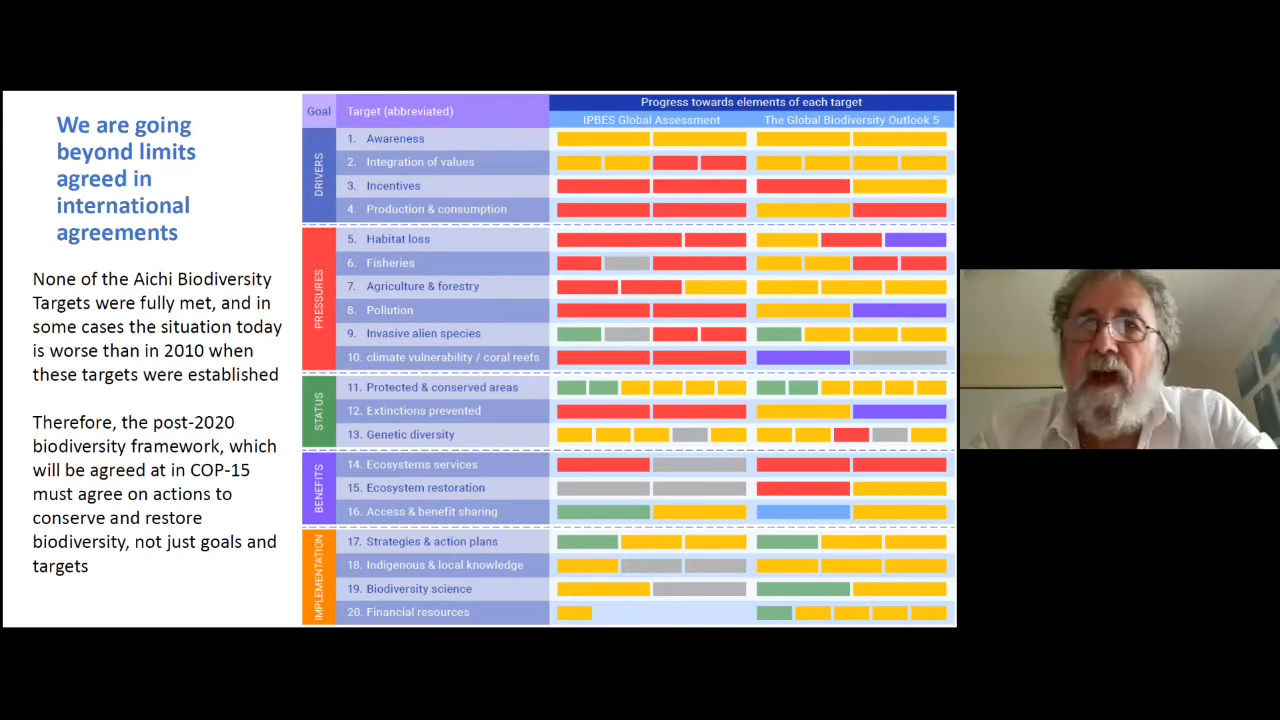 We are going
beyond limits
agreed in
international
agreements
None of the Aichi Biodiversity
Targets were fully met, and in
some cases the situation today
is worse than in 2010 when
these targets were established
Therefore, the post-2020
biodiversity framework, which
will be agreed at in COP-15
must agree on actions to
conserve and restore
biodiversity, not just goals and
targets
Goal
Target (abbreviated)
Progress towards elements of each target
IPBES Global Assessment
The Global Biodiversity Outlook 5
DRIVERS
1. Awareness
2. Integration of values
3. Incentives
4. Production & consumption
PRESSURES
5. Habitat loss
6. Fisheries
7. Agriculture & forestry
8. Pollution
9. Invasive alien species
10. climate vulnerability / coral reefs
STATUS
11. Protected & conserved areas
12. Extinctions prevented
13. Genetic diversity
BENEFITS
14. Ecosystems services
15. Ecosystem restoration
16. Access & benefit sharing
IMPLEMENTATION
17. Strategies & action plans
18. Indigenous & local knowledge
19. Biodiversity science
20. Financial resources